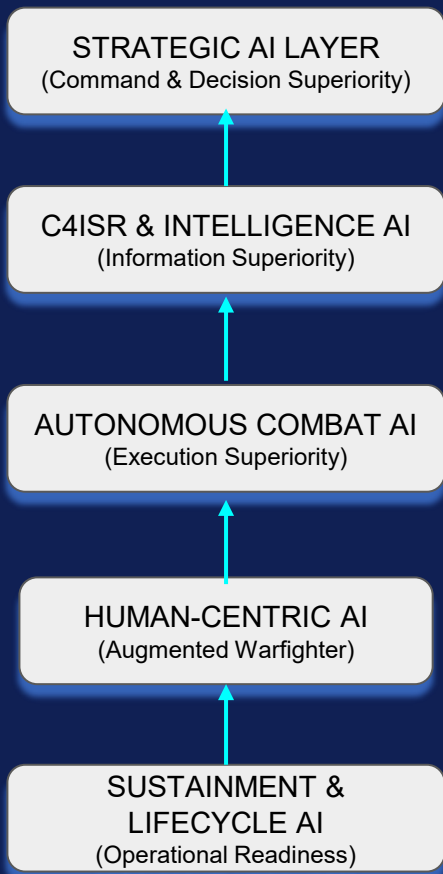 STRATEGIC AI LAYER
(Command & Decision Superiority)
C4ISR & INTELLIGENCE AI
(Information Superiority)
AUTONOMOUS COMBAT AI
(Execution Superiority)
HUMAN-CENTRIC AI
(Augmented Warfighter)
SUSTAINMENT &
LIFECYCLE AI
(Operational Readiness)